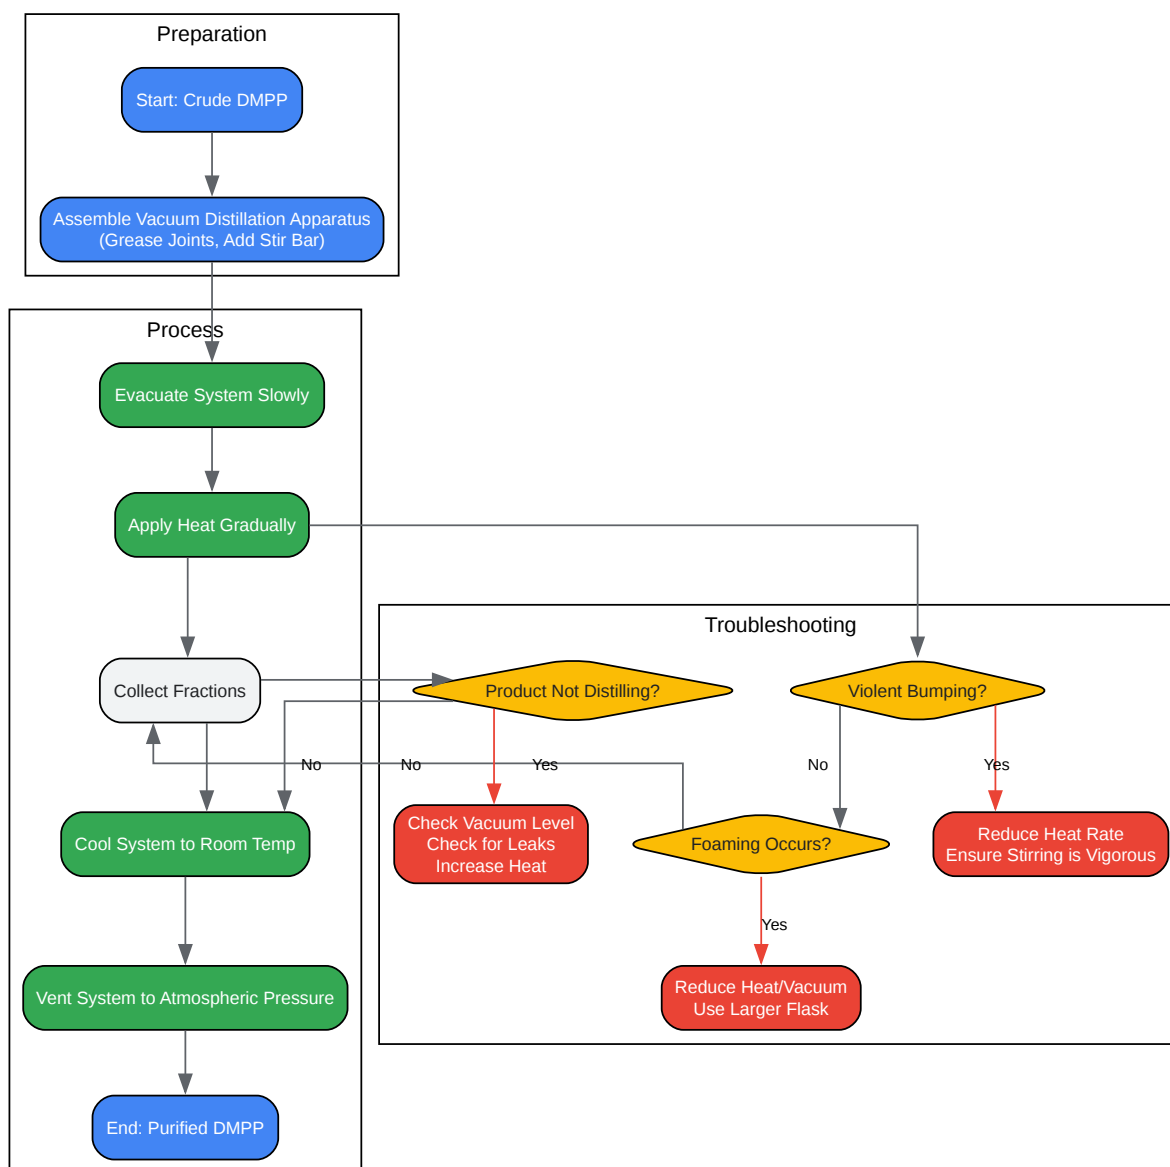 Preparation
Start: Crude DMPP
Assemble Vacuum Distillation Apparatus
(Grease Joints, Add Stir Bar)
Process
Evacuate System Slowly
Apply Heat Gradually
Troubleshooting
Collect Fractions
Product Not Distilling?
Violent Bumping?
No
No
Yes
No
Yes
Cool System to Room Temp
Check Vacuum Level
Check for Leaks
Increase Heat
Foaming Occurs?
Reduce Heat Rate
Ensure Stirring is Vigorous
Yes
Vent System to Atmospheric Pressure
Reduce Heat/Vacuum
Use Larger Flask
End: Purified DMPP